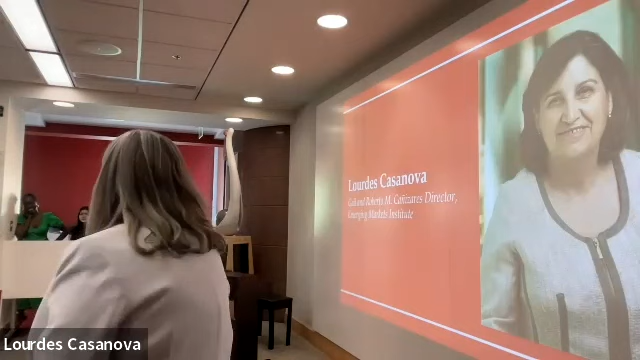 Lourdes Casanova
Gail and Roberto M. Cañizares Director,
Emerging Markets Institute
Lourdes Casanova